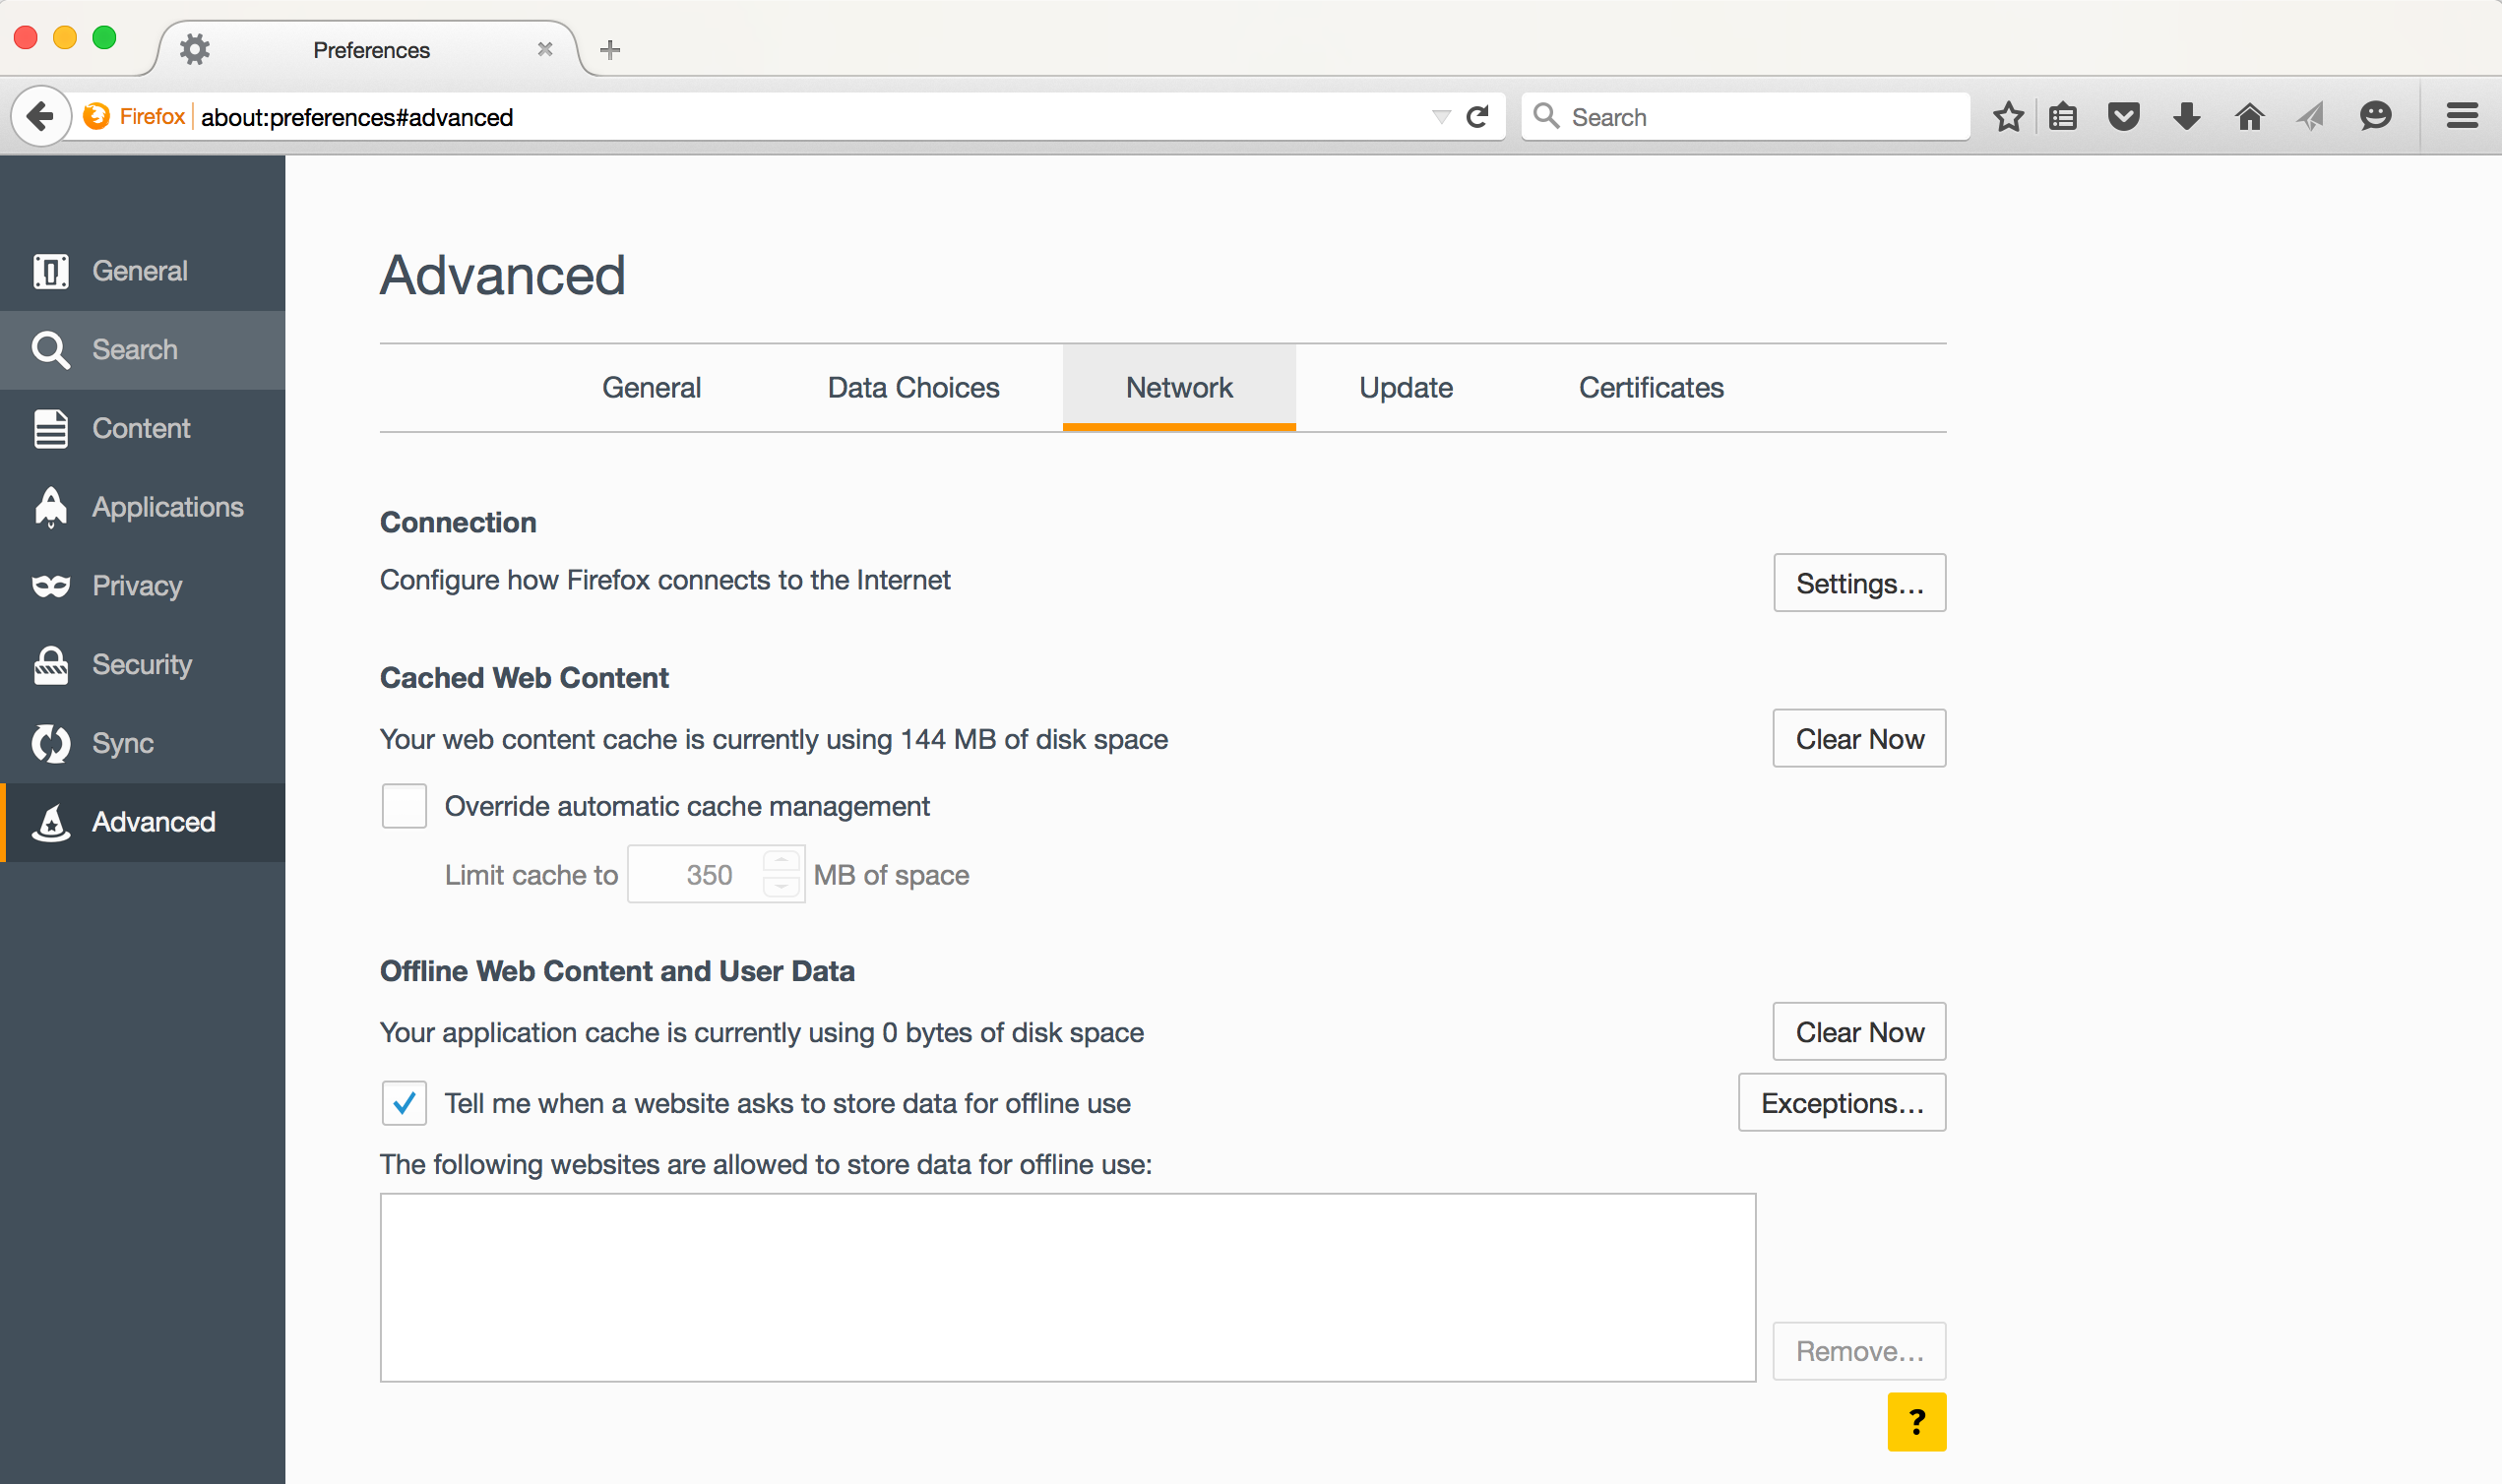 Preferences
Firefox about:preferences#advanced
Search
General
Search
Content
Applications
Privacy
Security
Sync
Advanced
Advanced
General Data Choices Network Update Certificates
Connection
Configure how Firefox connects to the Internet Settings...
Cached Web Content
Your web content cache is currently using 144 MB of disk space Clear Now
Override automatic cache management
Limit cache to 350 MB of space
Offline Web Content and User Data
Your application cache is currently using 0 bytes of disk space Clear Now
Tell me when a website asks to store data for offline use Exceptions...
The following websites are allowed to store data for offline use:
Remove...
?